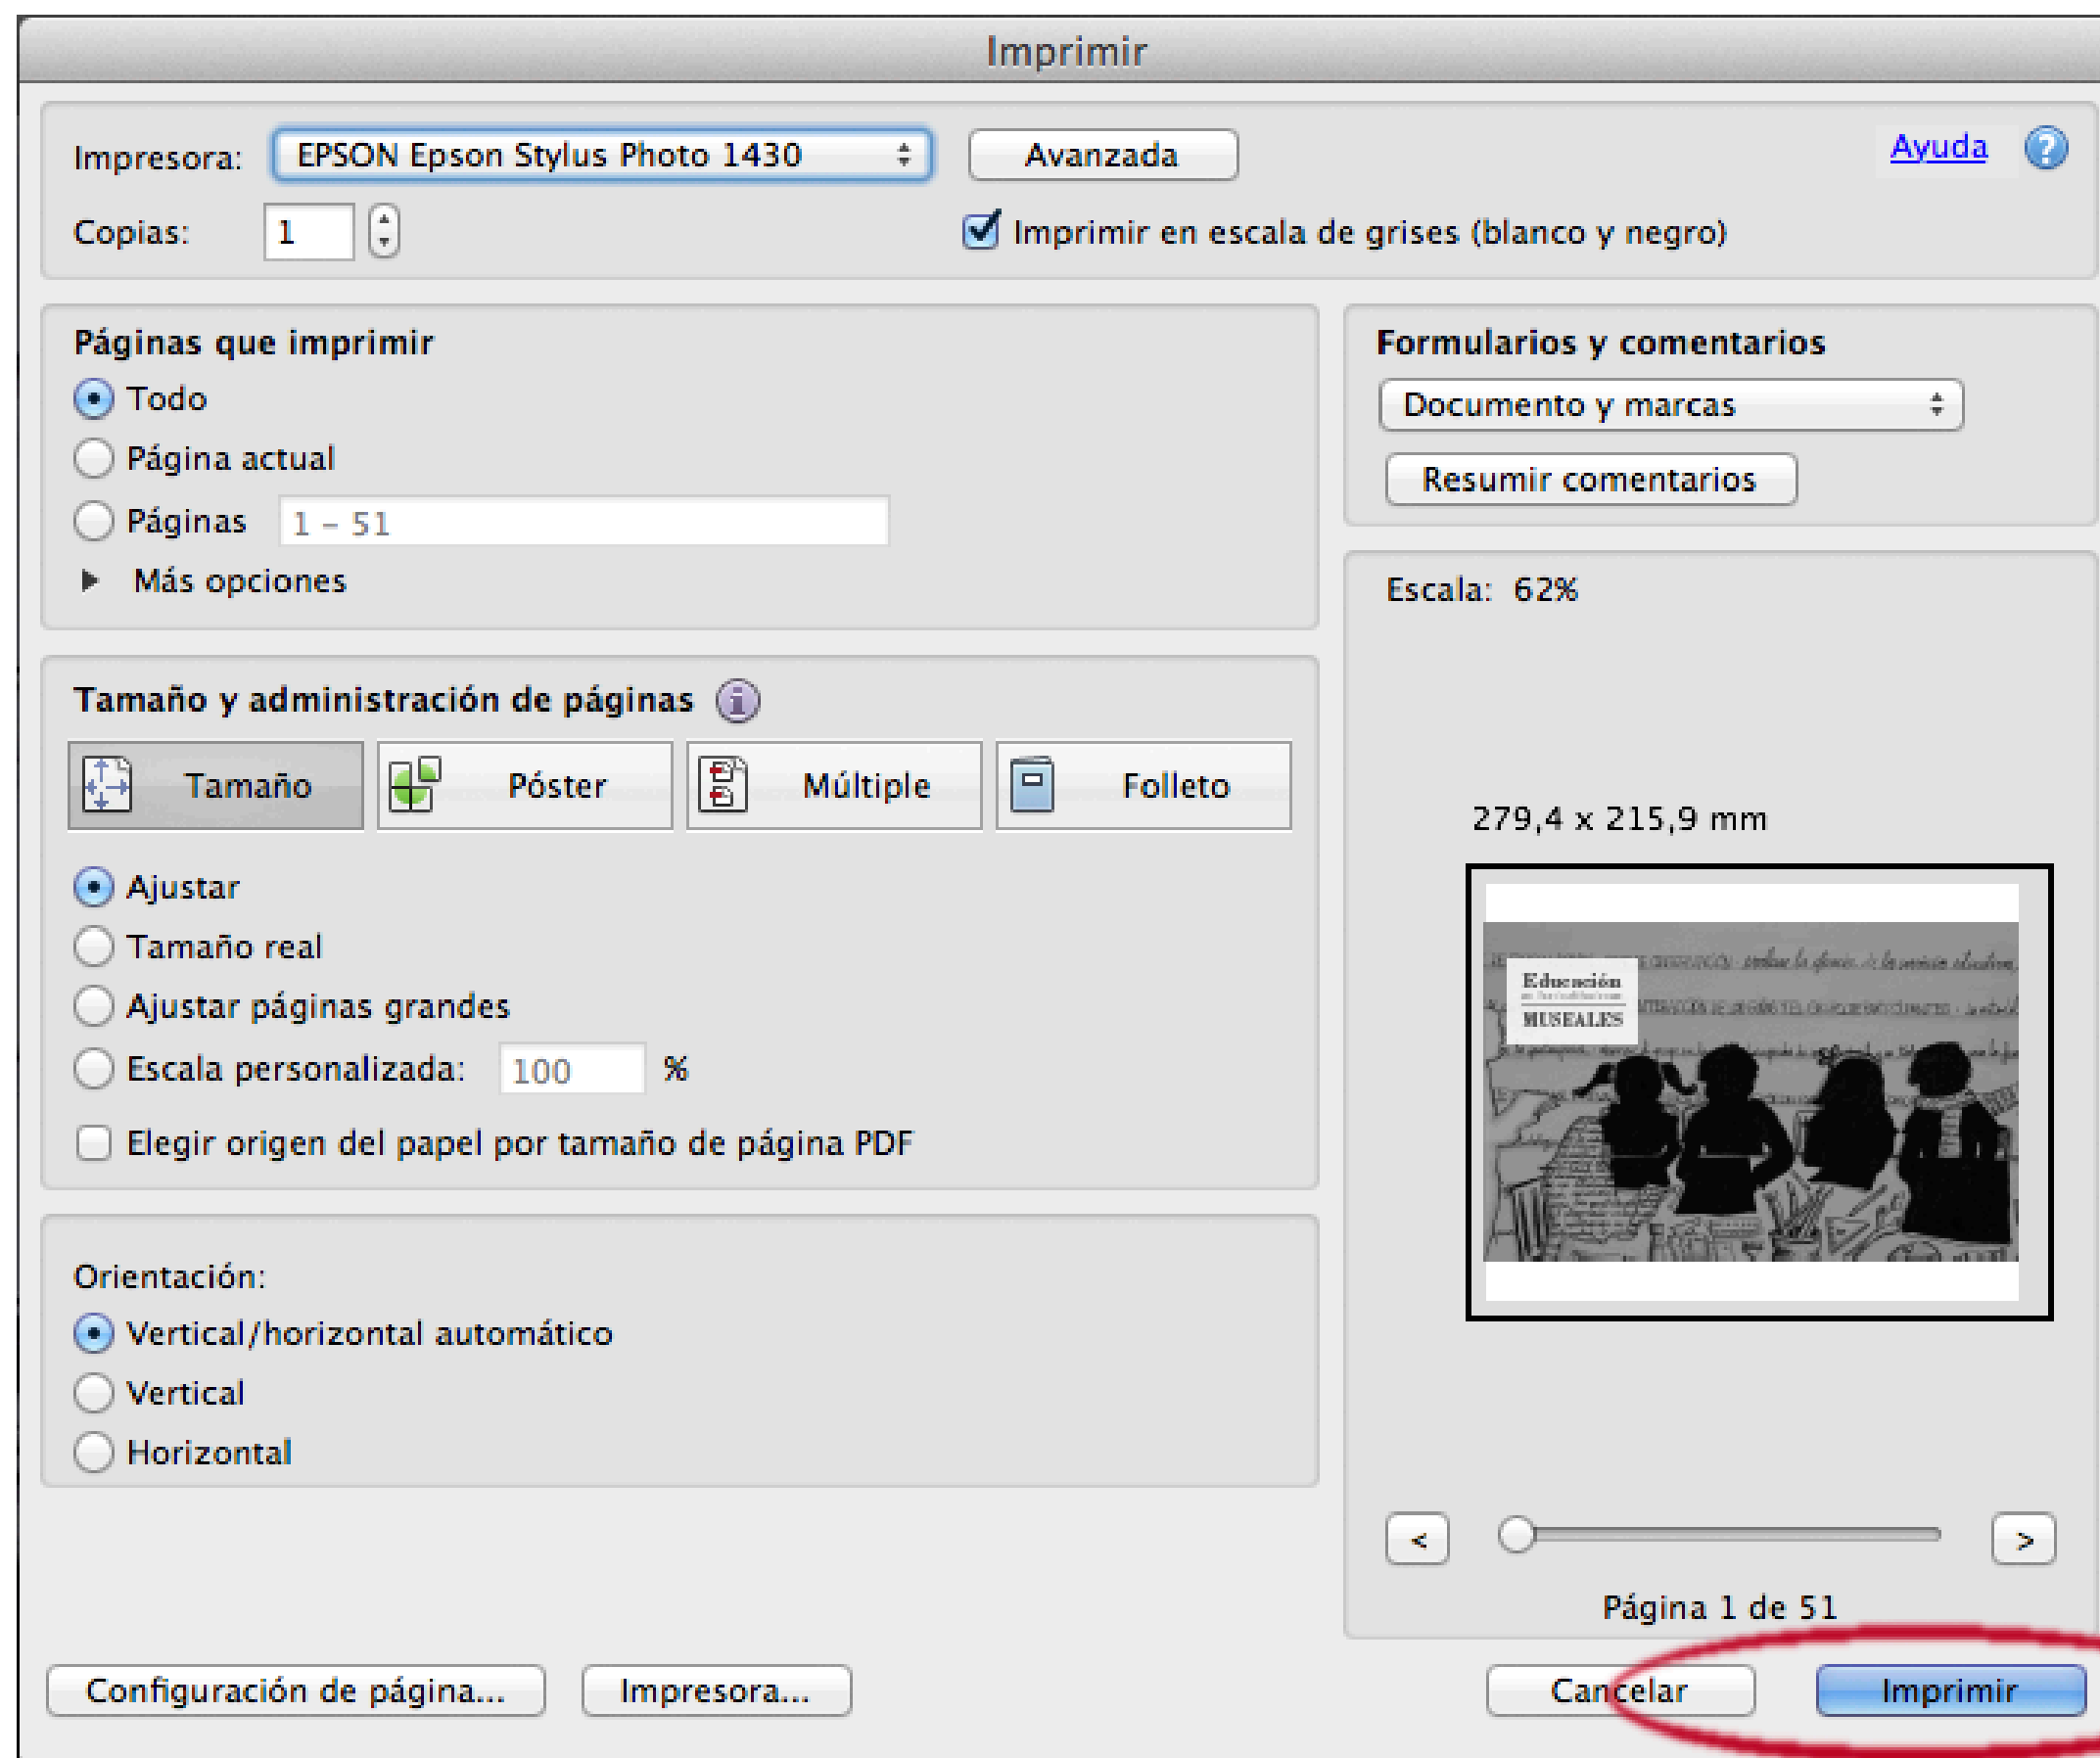 Imprimir
Impresora: EPSON Epson Stylus Photo 1430 Avanzada Ayuda ?
Copias: 1 Imprimir en escala de grises (blanco y negro)
Páginas que imprimir
Todo
Página actual
Páginas 1 – 51
Más opciones
Formularios y comentarios
Documento y marcas
Resumir comentarios
Tamaño y administración de páginas i
Tamaño Póster Múltiple Folleto
Ajustar
Tamaño real
Ajustar páginas grandes
Escala personalizada: 100 %
Elegir origen del papel por tamaño de página PDF
Orientación:
Vertical/horizontal automático
Vertical
Horizontal
Escala: 62%
279,4 x 215,9 mm
Educación
MUSEALES
< >
Página 1 de 51
Configuración de página... Impresora... Cancelar Imprimir